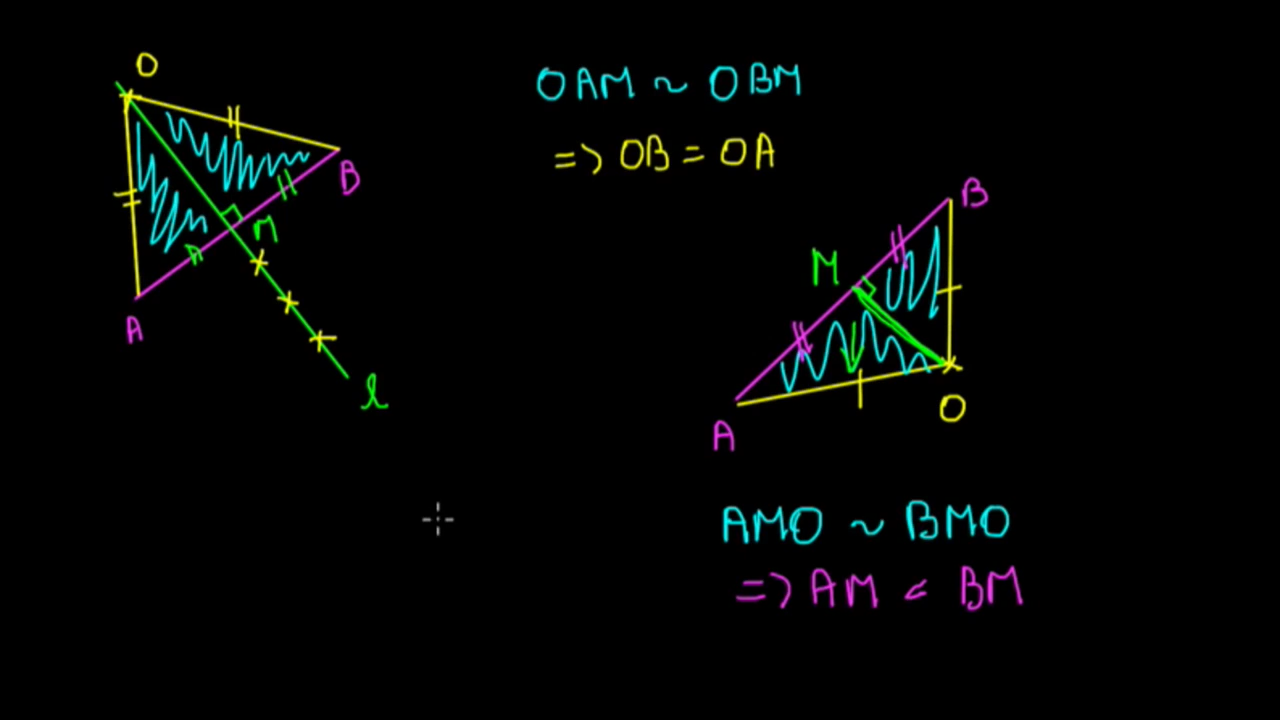 O
B
M
A
l
OAM ~ OBM
=> OB = OA
B
M
A
O
AMO ~ BMO
=> AM = BM